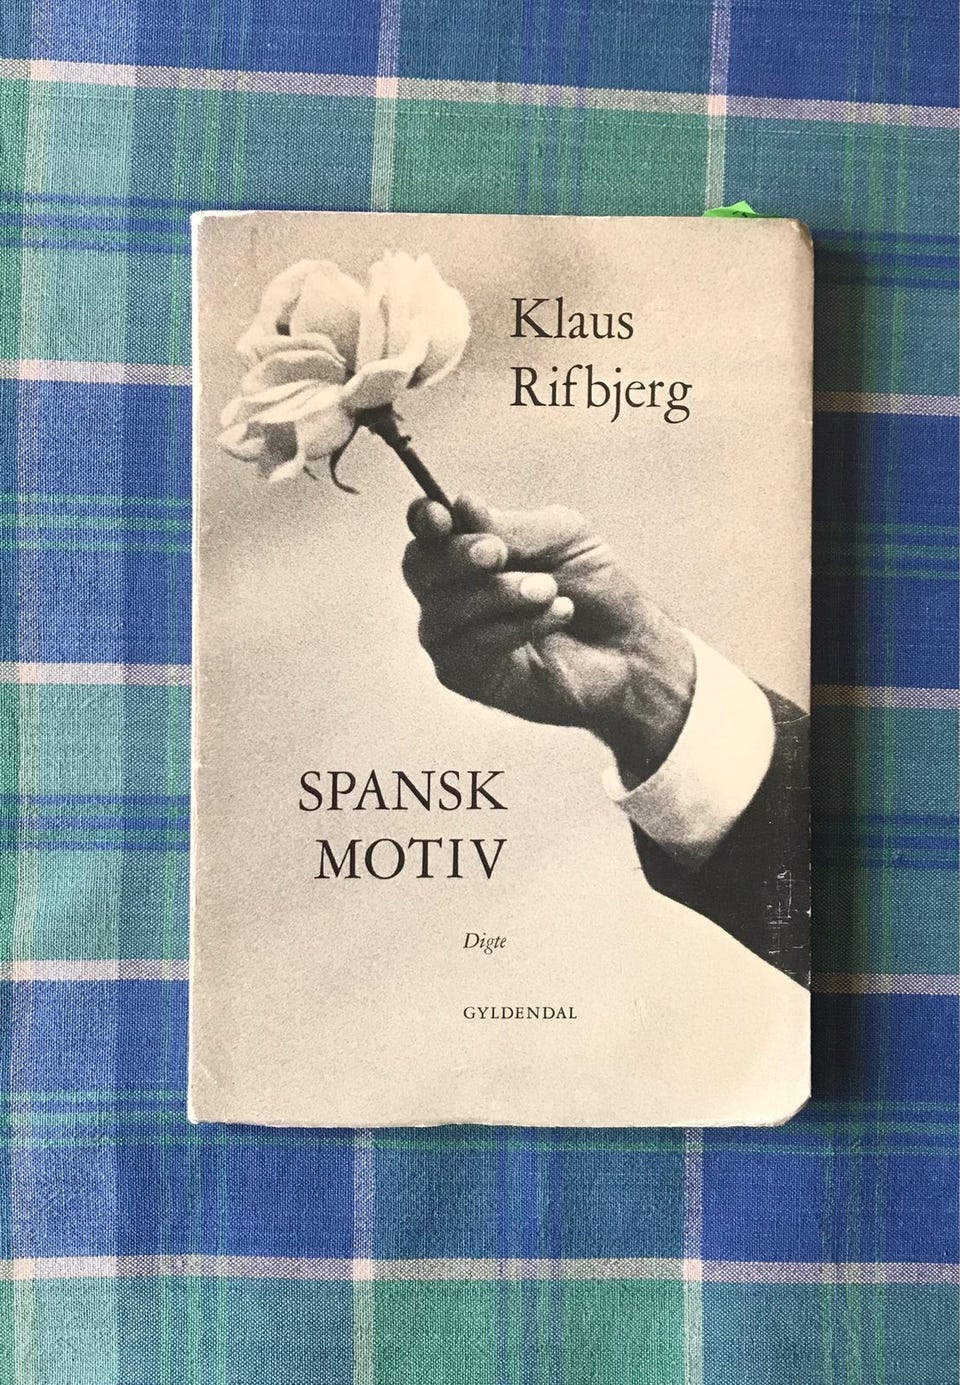 Klaus
Rifbjerg
SPANSK
MOTIV
Digte
GYLDENDAL